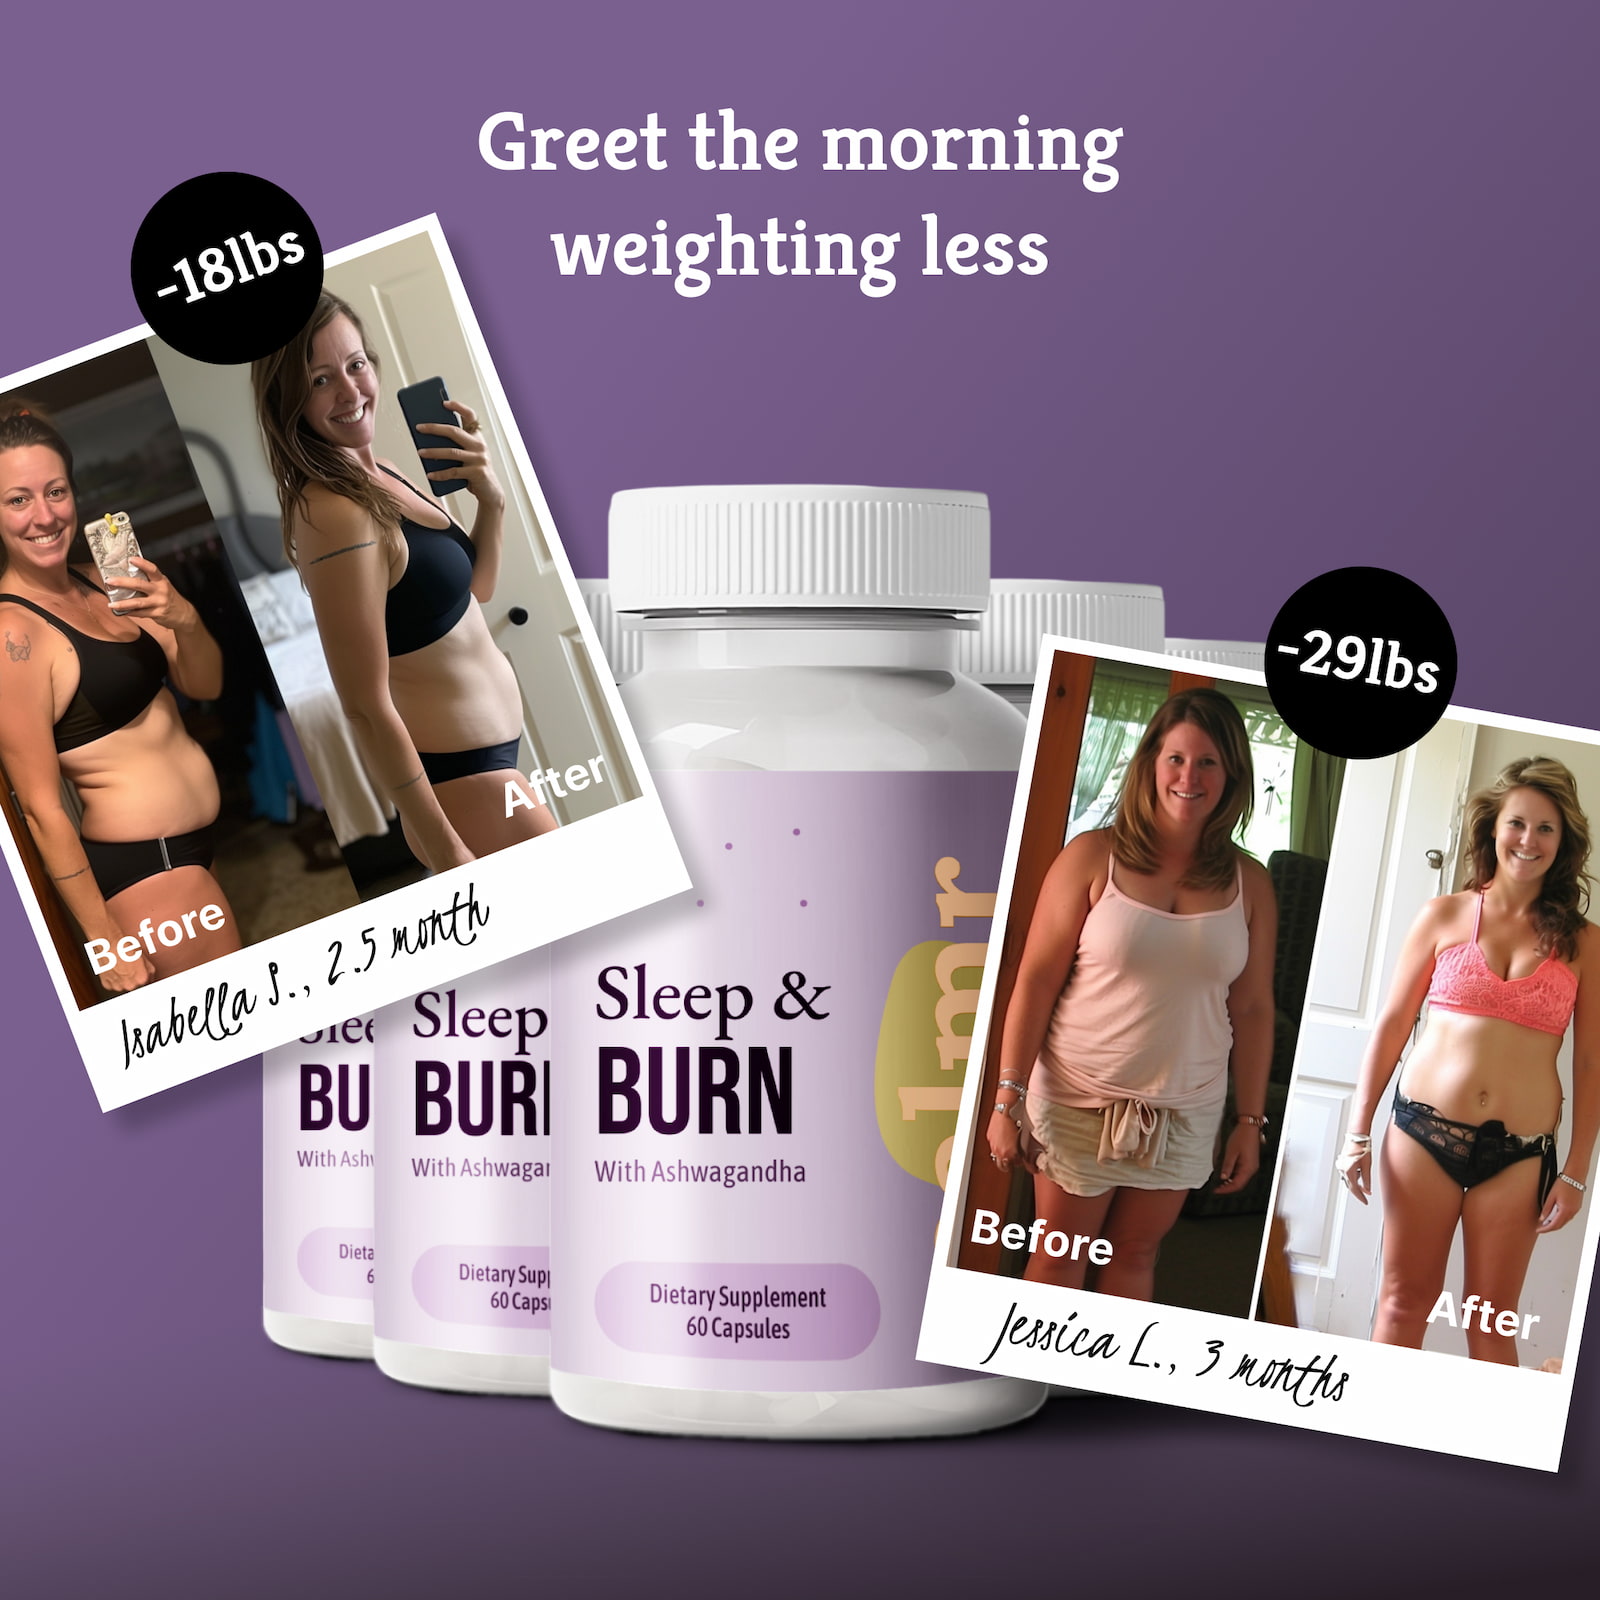 Greet the morning
weighting less
-18lbs
Before
After
Isabella S., 2.5 month
-29lbs
Before
After
Jessica L., 3 months
Sleep &
BURN
With Ashwagandha
Dietary Supplement
60 Capsules
Sleep